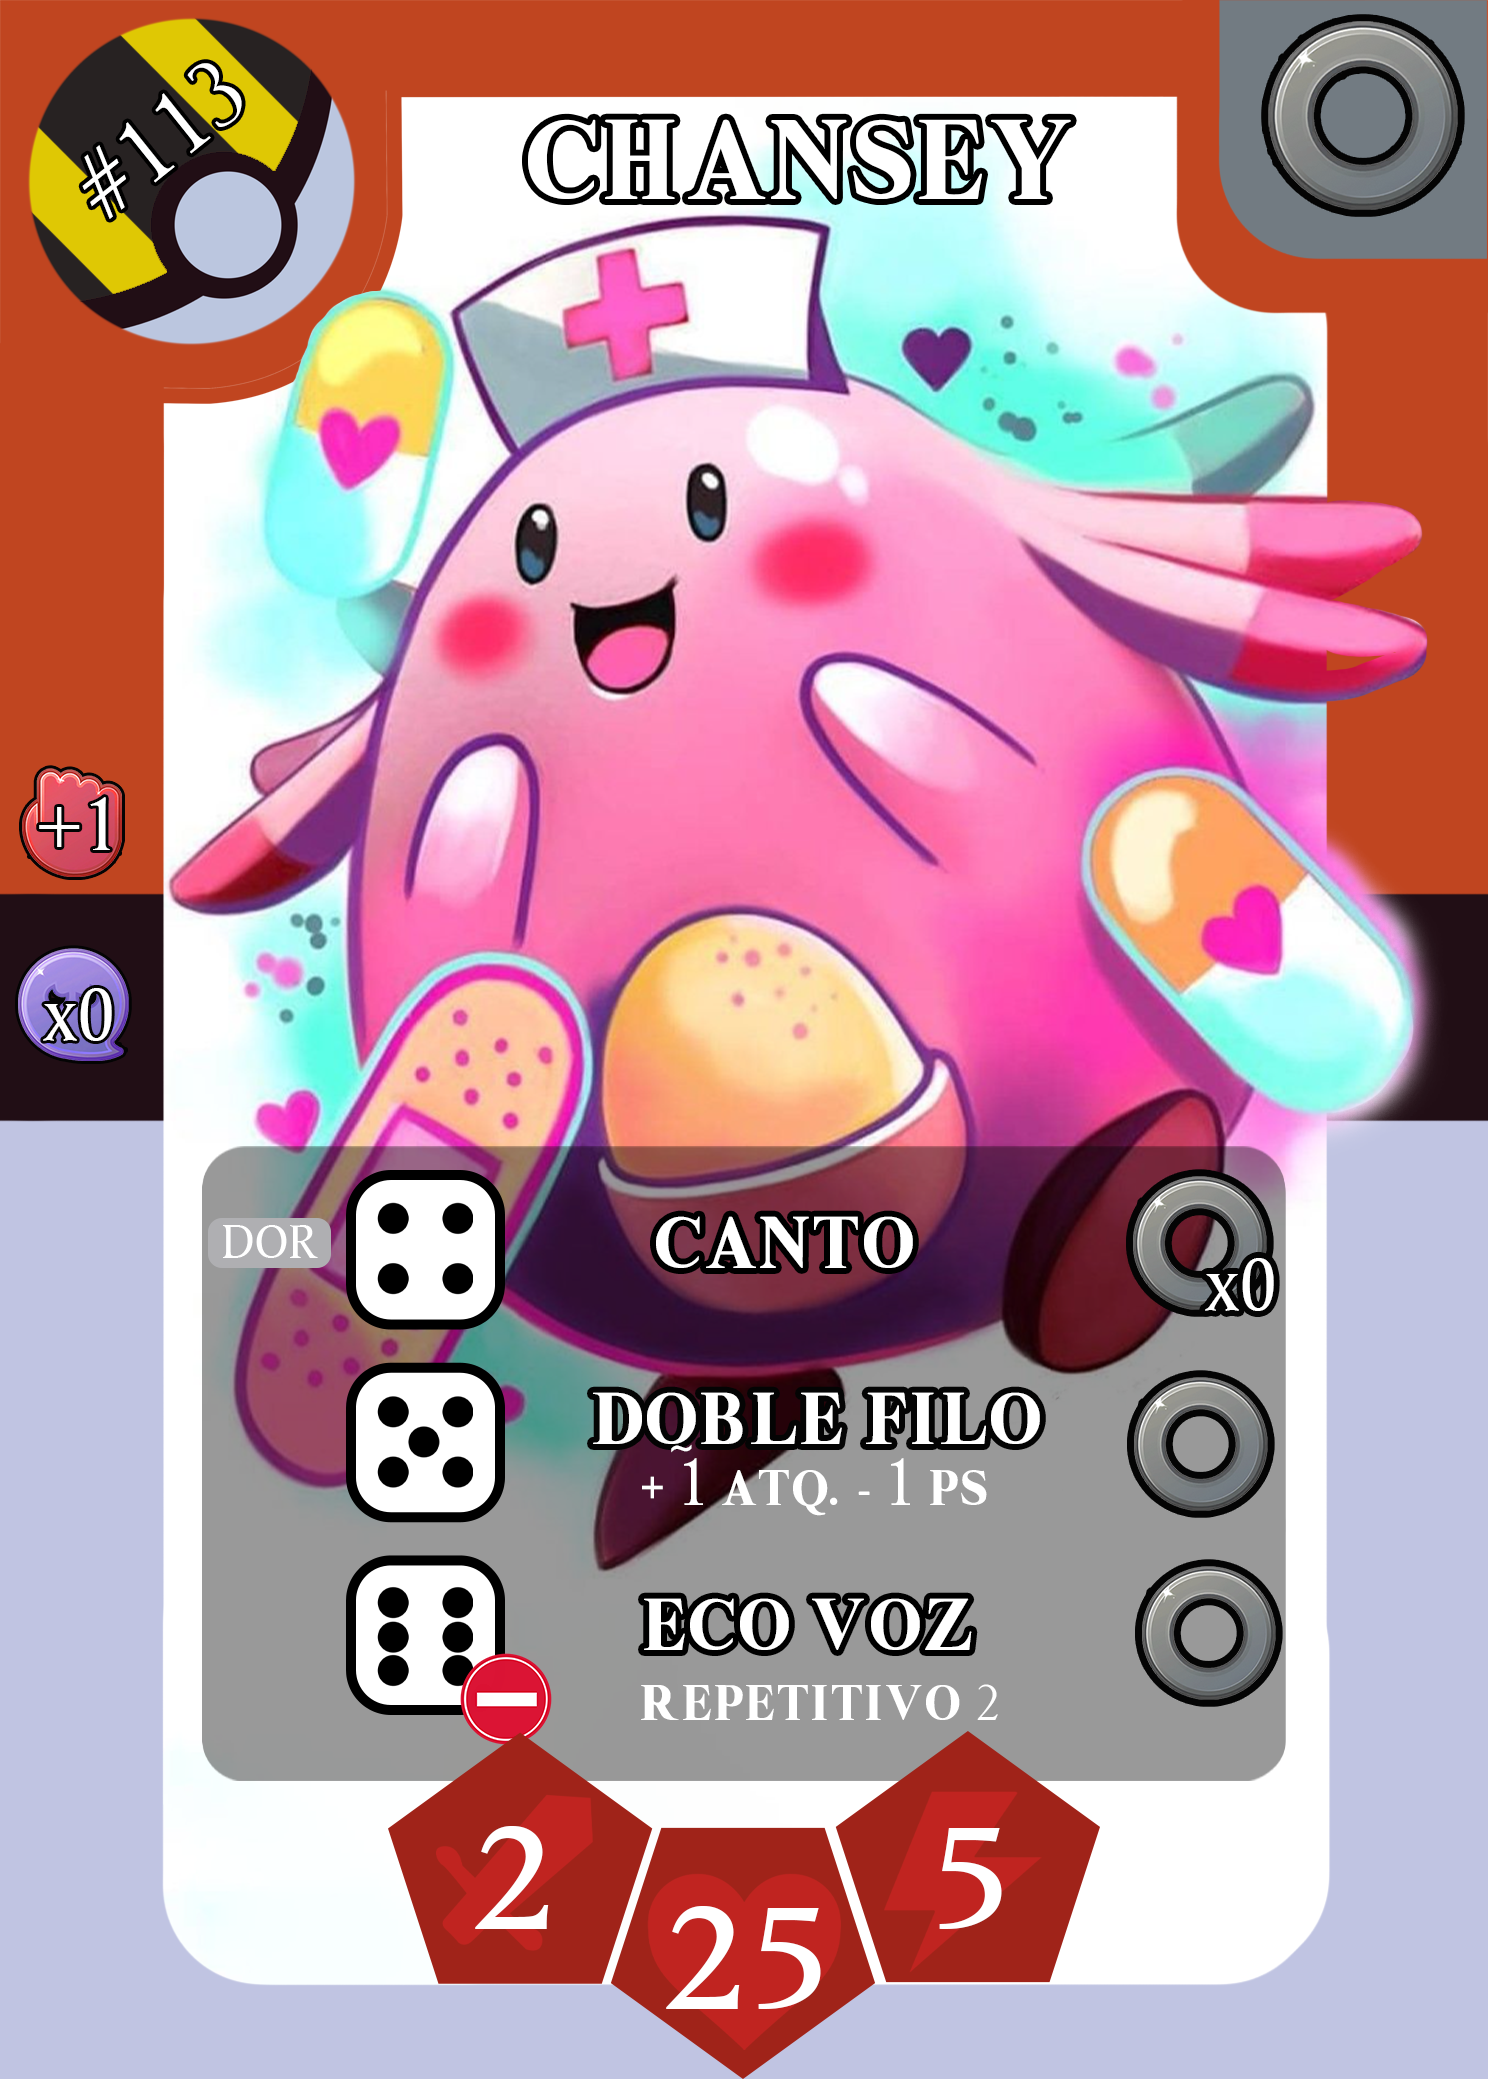 #113
CHANSEY
+1
x0
DOR
CANTO
x0
DOBLE FILO
+ 1 ATQ. - 1 PS
ECO VOZ
REPETITIVO 2
2
25
5